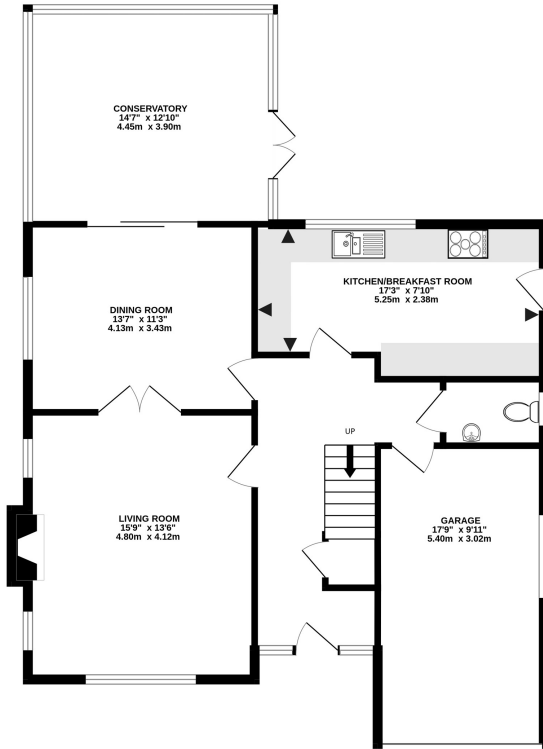 CONSERVATORY
14'7" x 12'10"
4.45m x 3.90m
KITCHEN/BREAKFAST ROOM
17'3" x 7'10"
5.25m x 2.38m
DINING ROOM
13'7" x 11'3"
4.13m x 3.43m
UP
LIVING ROOM
15'9" x 13'6"
4.80m x 4.12m
GARAGE
17'9" x 9'11"
5.40m x 3.02m